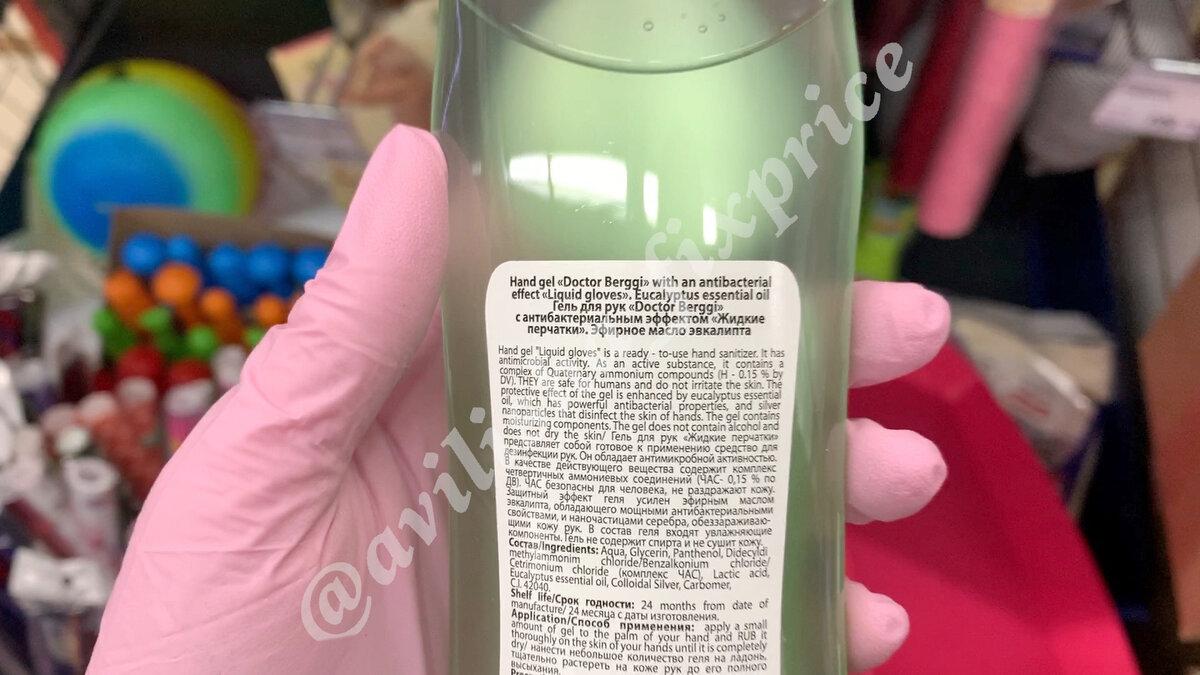 Hand gel «Doctor Berggi» with an antibacterial
effect «Liquid gloves». Eucalyptus essential oil
Гель для рук «Doctor Berggi»
с антибактериальным эффектом «Жидкие
перчатки». Эфирное масло эвкалипта
Hand gel "Liquid gloves" is a ready - to-use hand sanitizer. It has
antimicrobial activity. As an active substance, it contains a
complex of Quaternary ammonium compounds (H - 0.15 % by
DV). THEY are safe for humans and do not irritate the skin. The
protective effect of the gel is enhanced by eucalyptus essential
oil, which has powerful antibacterial properties, and silver
nanoparticles that disinfect the skin of hands. The gel contains
moisturizing components. The gel does not contain alcohol and
does not dry the skin/ Гель для рук «Жидкие перчатки»
представляет собой готовое к применению средство для
дезинфекции рук. Он обладает антимикробной активностью.
В качестве действующего вещества содержит комплекс
четвертичных аммониевых соединений (ЧАС- 0,15 % по
ДВ). ЧАС безопасны для человека, не раздражают кожу.
Защитный эффект геля усилен эфирным маслом
эвкалипта, обладающего мощными антибактериальными
свойствами, и наночастицами серебра, обеззараживаю-
щими кожу рук. В состав геля входят увлажняющие
компоненты. Гель не содержит спирта и не сушит кожу.
Состав/Ingredients: Aqua, Glycerin, Panthenol, Didecyldi
methylammonim chloride/Benzalkonium chloride/
Cetrimonium chloride (комплекс ЧАС), Lactic acid,
Eucalyptus essential oil, Colloidal Silver, Carbomer,
C.I. 42040.
Shelf life/Срок годности: 24 months from date of
manufacture/ 24 месяца с даты изготовления.
Application/Способ применения: apply a small
amount of gel to the palm of your hand and RUB it
thoroughly on the skin of your hands until it is completely
dry/ нанести небольшое количество геля на ладонь,
тщательно растереть на коже рук до его полного
высыхания.